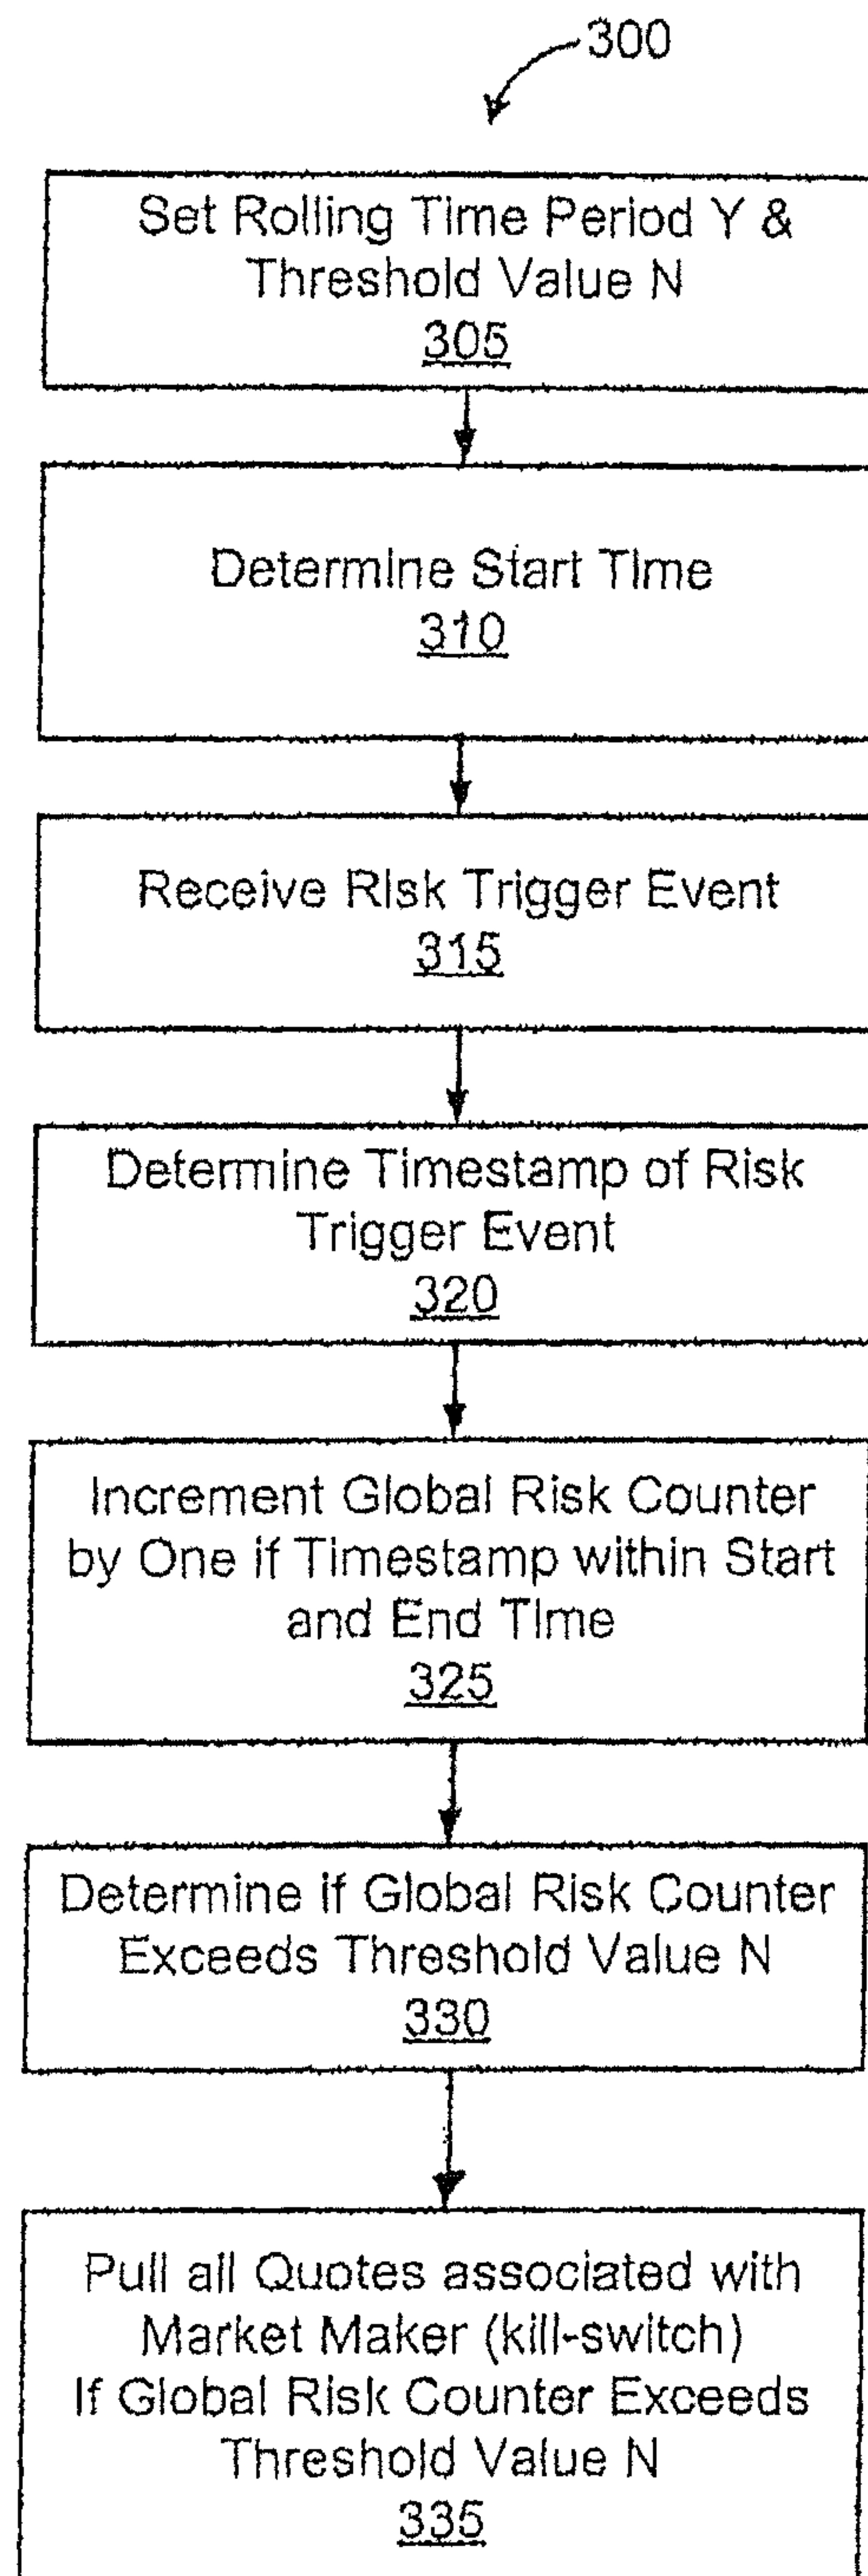 300
Set Rolling Time Period Y &
Threshold Value N
305
Determine Start Time
310
Receive Risk Trigger Event
315
Determine Timestamp of Risk
Trigger Event
320
Increment Global Risk Counter
by One if Timestamp within Start
and End Time
325
Determine if Global Risk Counter
Exceeds Threshold Value N
330
Pull all Quotes associated with
Market Maker (kill-switch)
If Global Risk Counter Exceeds
Threshold Value N
335